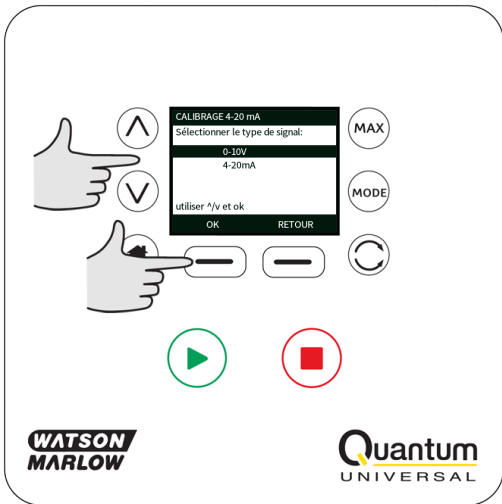 CALIBRAGE 4-20 mA
Sélectionner le type de signal:
0-10V
4-20mA
utiliser ^/v et ok
OK RETOUR
MAX
MODE
WATSON
MARLOW
Quantum
UNIVERSAL